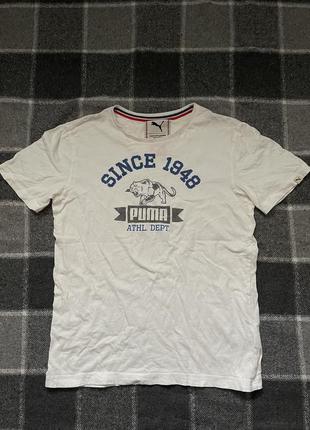 SINCE 1948
PUMA
ATHL DEPT.